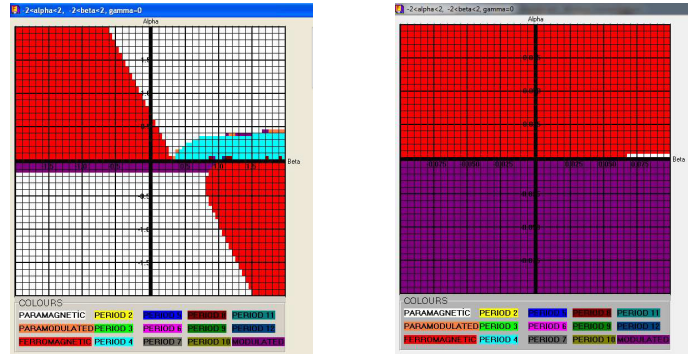 -2<alpha<2, -2<beta<2, gamma=0
Alpha
Beta
COLOURS
PARAMAGNETIC PERIOD 2 PERIOD 5 PERIOD 8 PERIOD 11
PARAMODULATED PERIOD 3 PERIOD 6 PERIOD 9 PERIOD 12
FERROMAGNETIC PERIOD 4 PERIOD 7 PERIOD 10 MODULATED
-2<alpha<2, -2<beta<2, gamma=0
Alpha
Beta
COLOURS
PARAMAGNETIC PERIOD 2 PERIOD 5 PERIOD 8 PERIOD 11
PARAMODULATED PERIOD 3 PERIOD 6 PERIOD 9 PERIOD 12
FERROMAGNETIC PERIOD 4 PERIOD 7 PERIOD 10 MODULATED